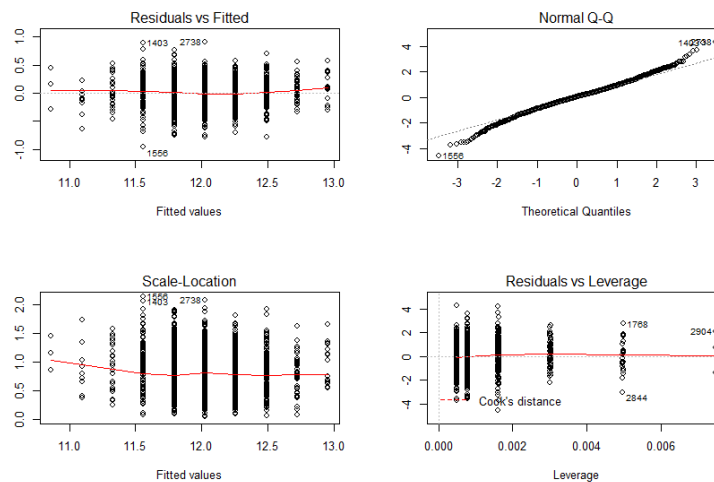 Residuals vs Fitted
1.0
0.5
0.0
-1.0
1403
2738
1556
11.0 11.5 12.0 12.5 13.0
Fitted values
Normal Q-Q
4
2
0
-2
-4
1556
-3 -2 -1 0 1 2 3
Theoretical Quantiles
Scale-Location
2.0
1.5
1.0
0.5
0.0
1556
1403
2738
11.0 11.5 12.0 12.5 13.0
Fitted values
Residuals vs Leverage
4
2
0
-2
-4
1768
2904
2844
Cook's distance
0.000 0.002 0.004 0.006
Leverage